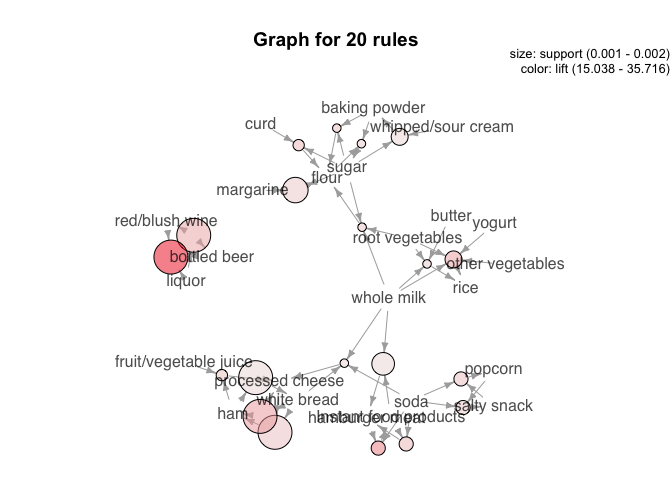 Graph for 20 rules
size: support (0.001 - 0.002)
color: lift (15.038 - 35.716)
baking powder
curd
whipped/sour cream
sugar
flour
margarine
butter
yogurt
red/blush wine
root vegetables
bottled beer
other vegetables
liquor
rice
whole milk
fruit/vegetable juice
popcorn
processed cheese
white bread
soda
salty snack
ham
Instant food products
hamburger meat